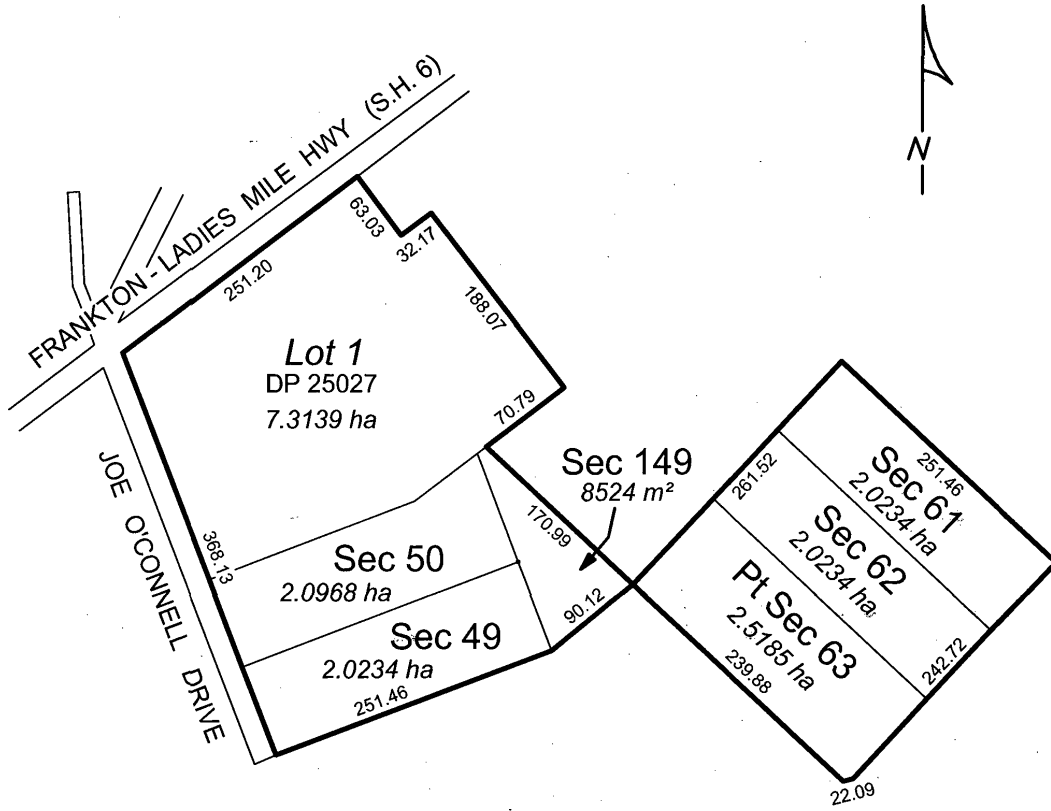 FRANKTON - LADIES MILE HWY (S.H. 6)
N
63.03
32.17
251.20
188.07
Lot 1
DP 25027
7.3139 ha
70.79
JOE O'CONNELL DRIVE
Sec 149
8524 m²
170.99
261.52
251.46
Sec 61
2.0234 ha
Sec 62
2.0234 ha
Pt Sec 63
2.5185 ha
368.13
Sec 50
2.0968 ha
90.12
Sec 49
2.0234 ha
251.46
239.88
242.72
22.09